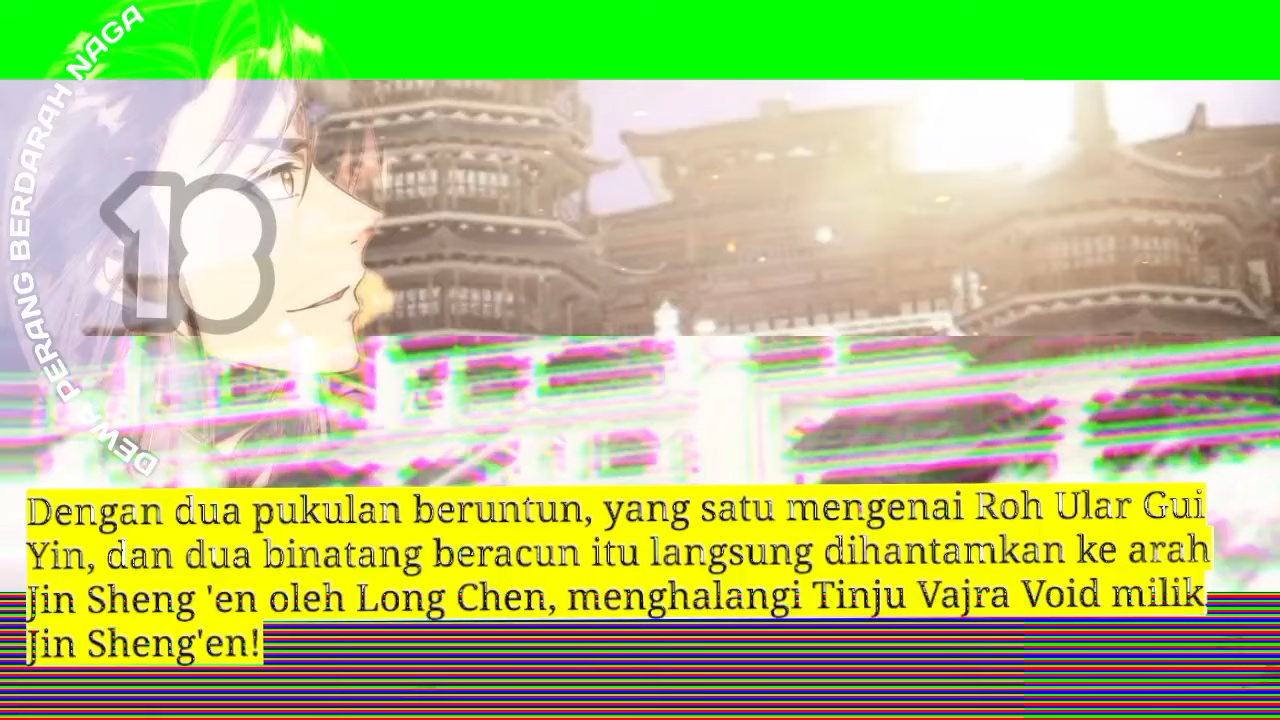 DEWA PERANG BERDARAH NAGA
18
Dengan dua pukulan beruntun, yang satu mengenai Roh Ular Gui
Yin, dan dua binatang beracun itu langsung dihantamkan ke arah
Jin Sheng 'en oleh Long Chen, menghalangi Tinju Vajra Void milik
Jin Sheng'en!